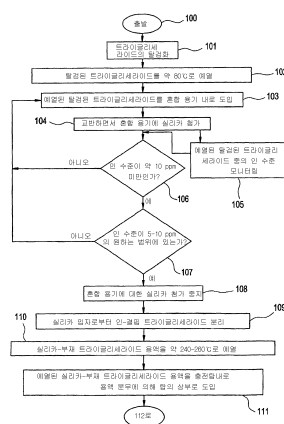 출발
100
트라이글리세
라이드의 탈검화
101
탈검된 트라이글리세라이드를 약 80℃로 예열
102
예열된 탈검된 트라이글리세라이드를 혼합 용기 내로 도입
103
104
교반하면서 혼합 용기에 실리카 첨가
아니오
인 수준이 약 10 ppm
미만인가?
106
예열된 탈검된 트라이글리
세라이드 중의 인 수준
모니터링
105
예
아니오
인 수준이 5-10 ppm
의 원하는 범위에 있는가?
107
예
혼합 용기에 대한 실리카 첨가 중지
108
실리카 입자로부터 인-결핍 트라이글리세라이드 분리
109
110
실리카-부재 트라이글리세라이드 용액을 약 240-260℃로 예열
예열된 실리카-부재 트라이글리세라이드 용액을 충전탑내로
용액 분무에 의해 탑의 상부로 도입
111
112로